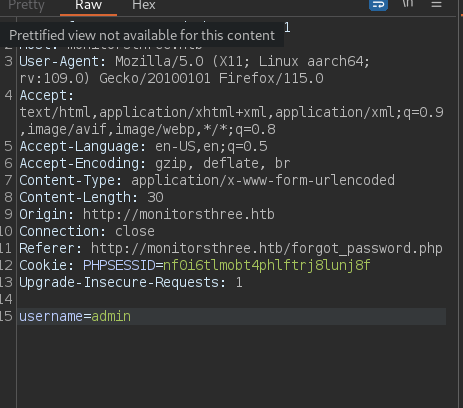 Pretty Raw Hex \n
1
Prettified view not available for this content
3 User-Agent: Mozilla/5.0 (X11; Linux aarch64;
rv:109.0) Gecko/20100101 Firefox/115.0
4 Accept:
text/html,application/xhtml+xml,application/xml;q=0.9
,image/avif,image/webp,*/*;q=0.8
5 Accept-Language: en-US,en;q=0.5
6 Accept-Encoding: gzip, deflate, br
7 Content-Type: application/x-www-form-urlencoded
8 Content-Length: 30
9 Origin: http://monitorsthree.htb
10 Connection: close
11 Referer: http://monitorsthree.htb/forgot_password.php
12 Cookie: PHPSESSID=nf0i6tlmobt4phlftrj8lunj8f
13 Upgrade-Insecure-Requests: 1
14
15 username=admin